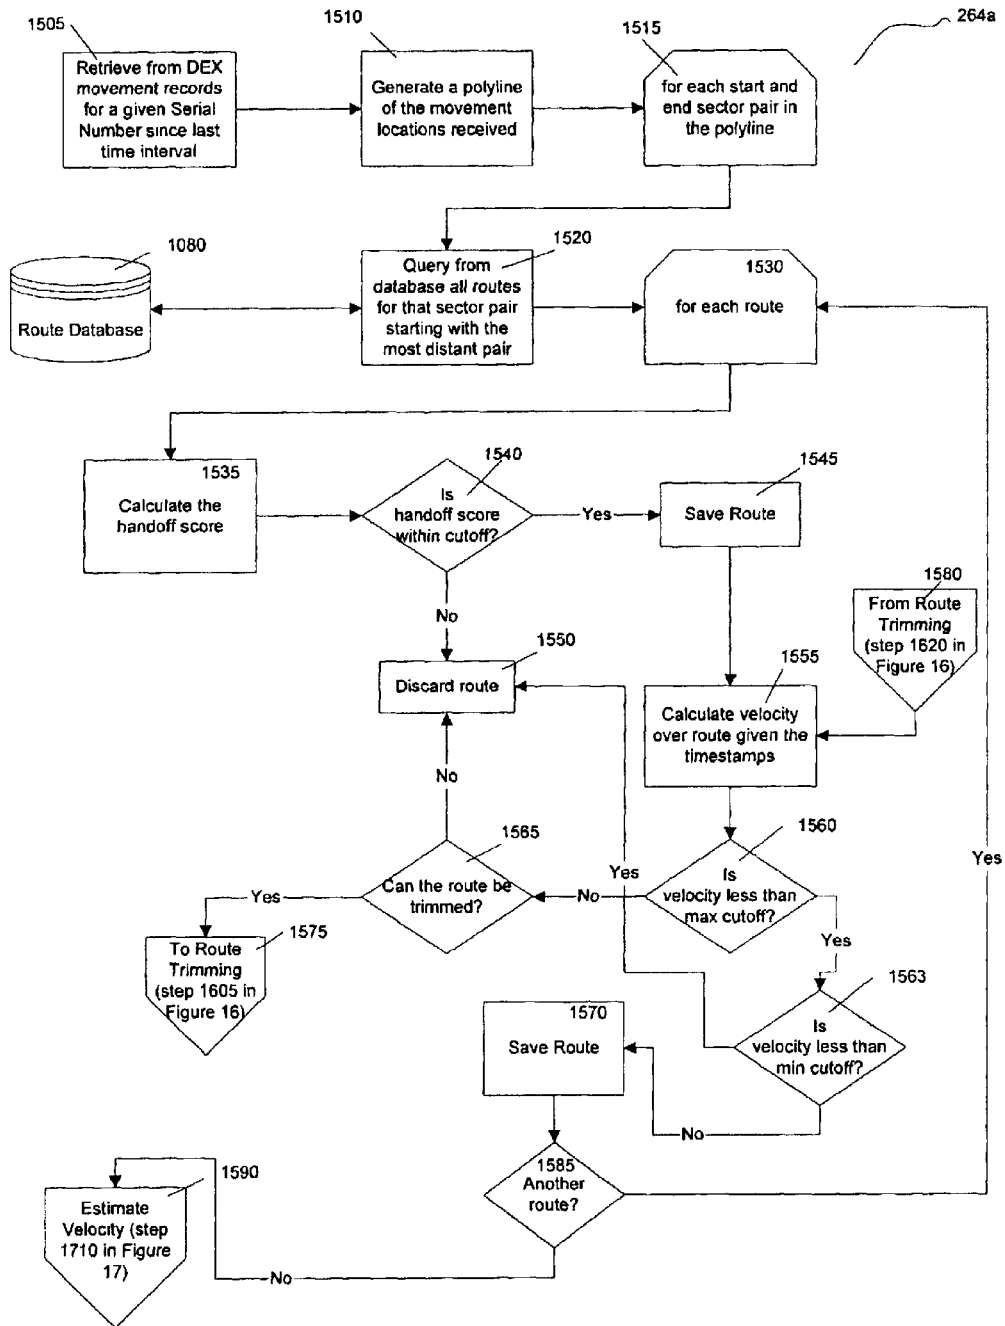 1505
1510
1515
264a
Retrieve from DEX
movement records
for a given Serial
Number since last
time interval
Generate a polyline
of the movement
locations received
for each start and
end sector pair in
the polyline
1080
1520
1530
Route Database
Query from
database all routes
for that sector pair
starting with the
most distant pair
for each route
1535
Calculate the
handoff score
1540
Is
handoff score
within cutoff?
Yes
1545
Save Route
No
1580
From Route
Trimming
(step 1620 in
Figure 16)
1550
Discard route
1555
Calculate velocity
over route given the
timestamps
No
1565
Can the route be
trimmed?
Yes
No
Yes
1560
Is
velocity less than
max cutoff?
Yes
Yes
1575
To Route
Trimming
(step 1605 in
Figure 16)
1563
Is
velocity less than
min cutoff?
1570
Save Route
No
1585
Another
route?
1590
Estimate
Velocity (step
1710 in Figure
17)
No